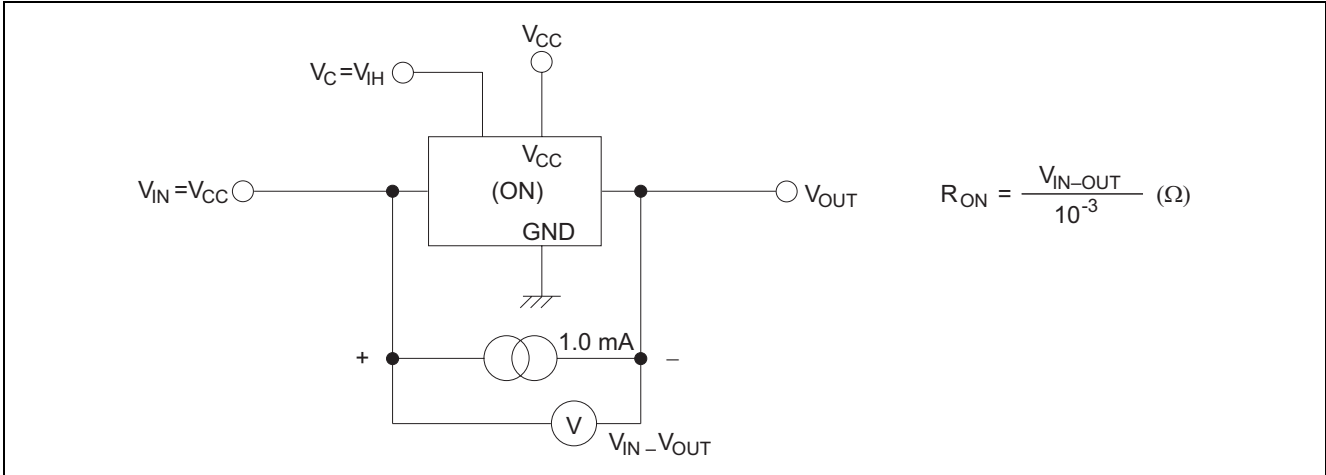 V_CC
V_C=V_IH
V_CC
V_IN=V_CC
(ON)
V_OUT
GND
R_ON = V_IN–OUT / 10^-3 (Ω)
+
1.0 mA
–
V
V_IN – V_OUT